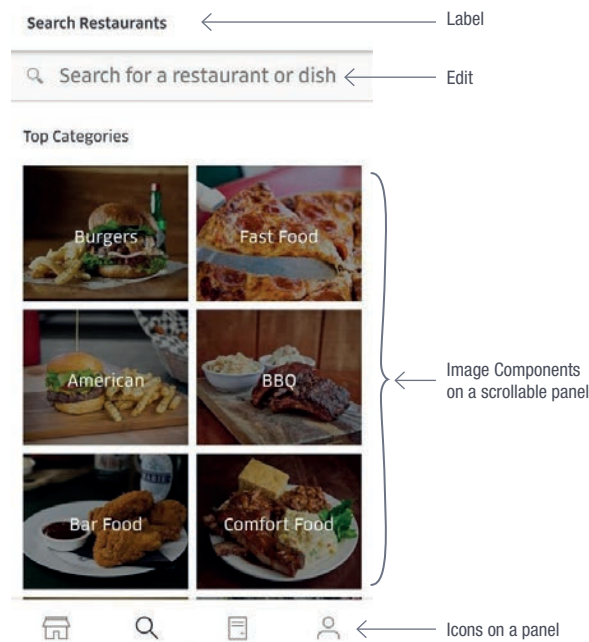 Search Restaurants
Label
Search for a restaurant or dish
Edit
Top Categories
Burgers
Fast Food
American
BBQ
Image Components
on a scrollable panel
Bar Food
Comfort Food
Icons on a panel